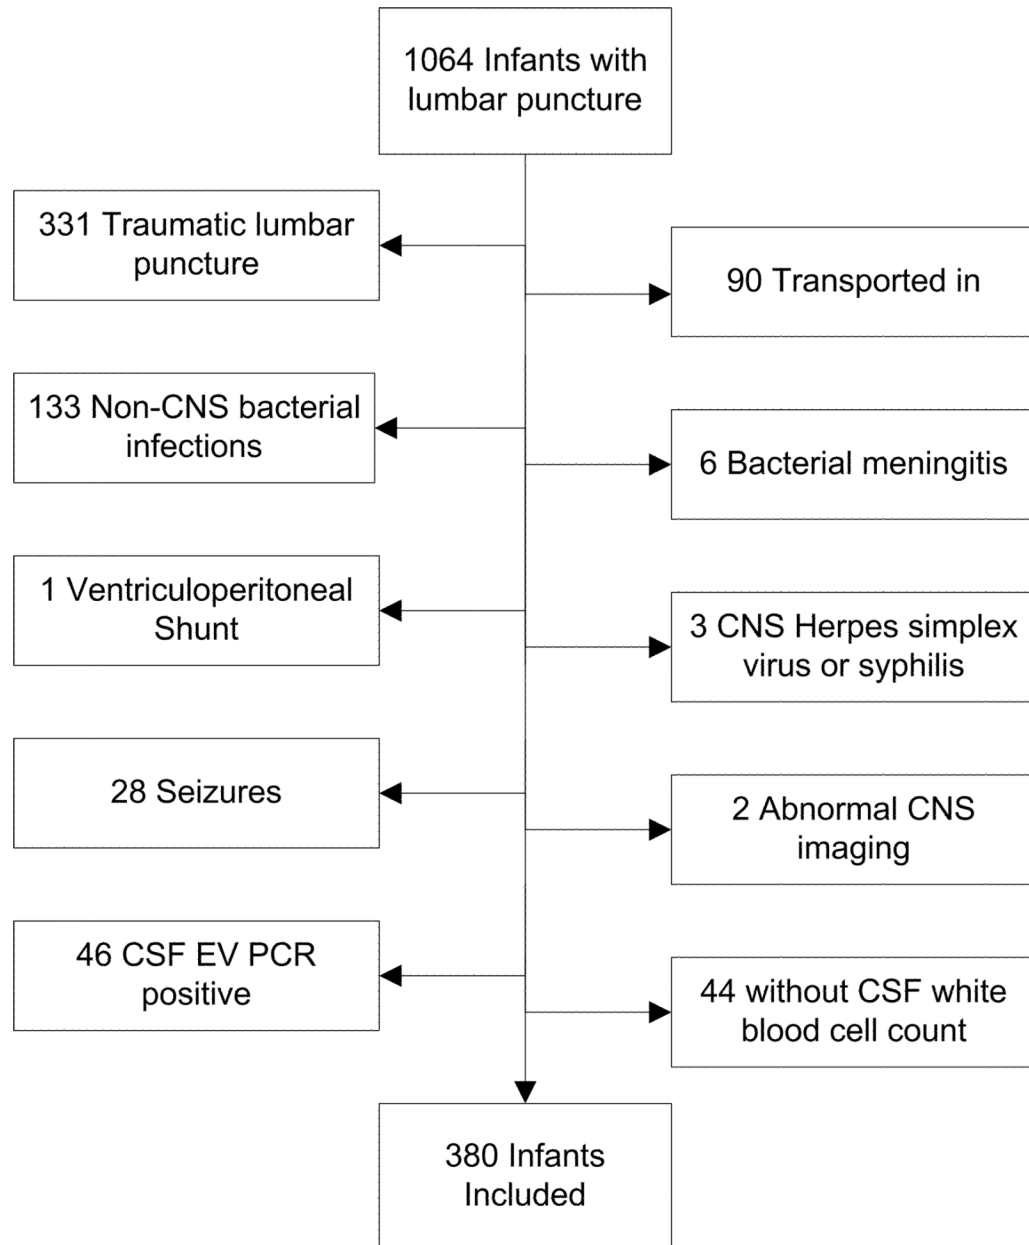 1064 Infants with
lumbar puncture
331 Traumatic lumbar
puncture
90 Transported in
133 Non-CNS bacterial
infections
6 Bacterial meningitis
1 Ventriculoperitoneal
Shunt
3 CNS Herpes simplex
virus or syphilis
28 Seizures
2 Abnormal CNS
imaging
46 CSF EV PCR
positive
44 without CSF white
blood cell count
380 Infants
Included